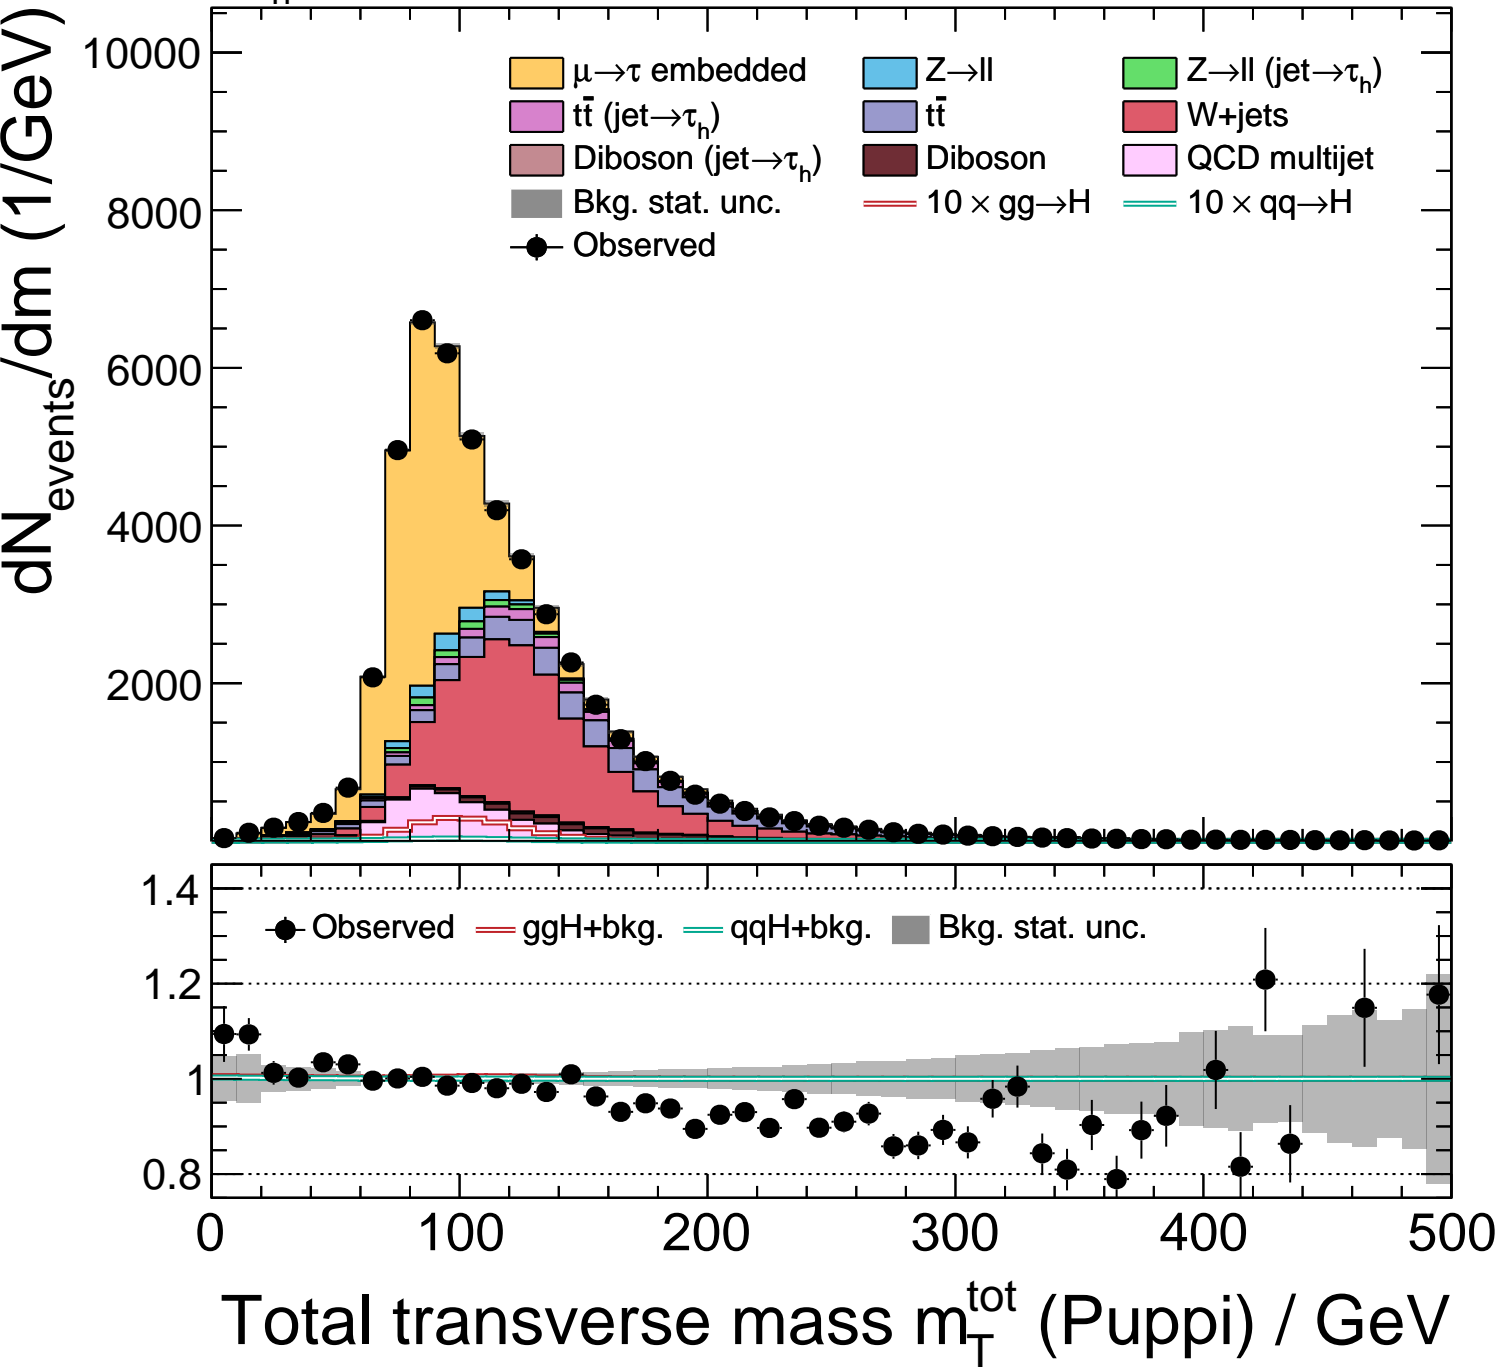 10000
8000
6000
4000
2000
dN_events/dm (1/GeV)
μ→τ embedded
Z→ll
Z→ll (jet→τ_h)
tt̄ (jet→τ_h)
tt̄
W+jets
Diboson (jet→τ_h)
Diboson
QCD multijet
Bkg. stat. unc.
10 × gg→H
10 × qq→H
Observed
1.4
1.2
1
0.8
Observed
ggH+bkg.
qqH+bkg.
Bkg. stat. unc.
0 100 200 300 400 500
Total transverse mass m_T^tot (Puppi) / GeV